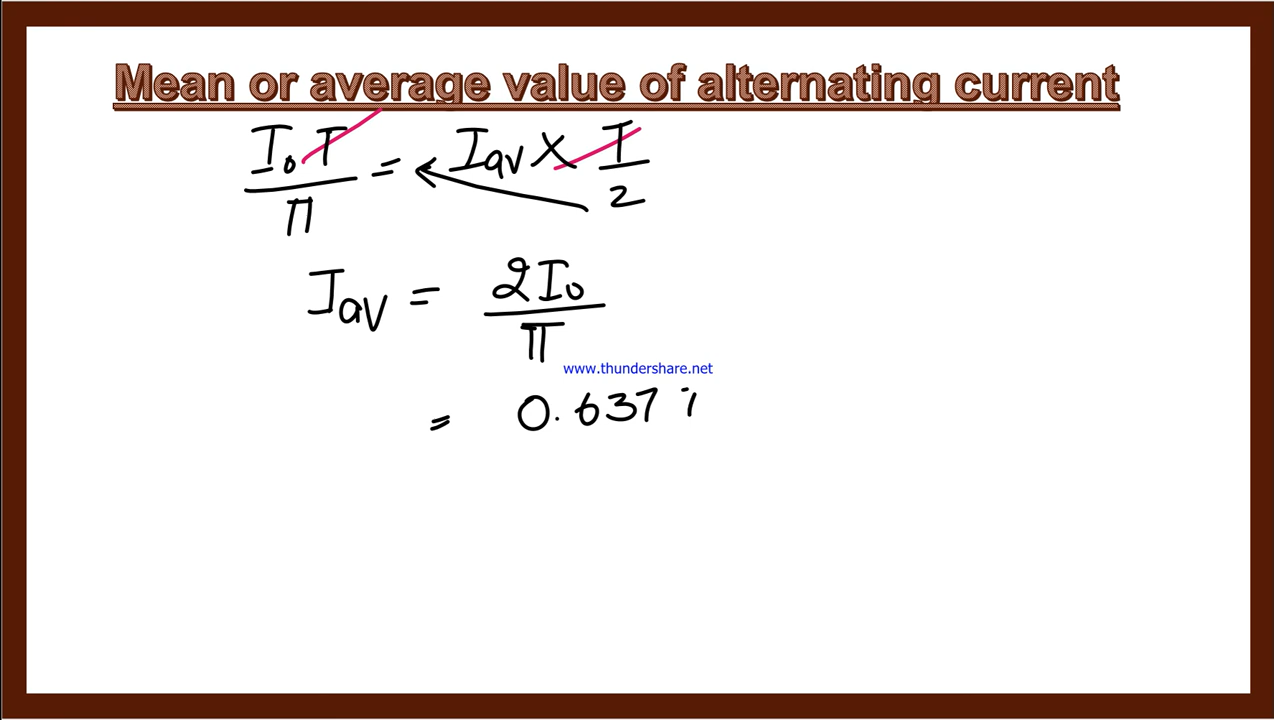 Mean or average value of alternating current
I₀T/π = Iav × T/2
Iav = 2I₀/π
www.thundershare.net
= 0.637 i